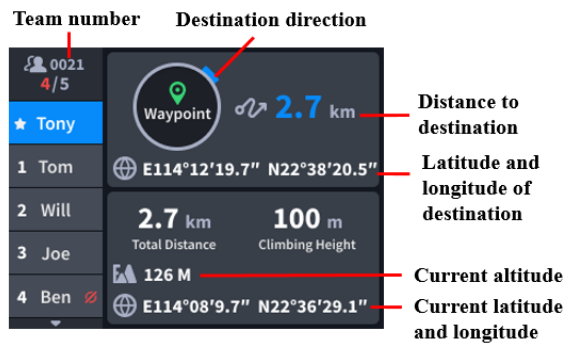 Team number
Destination direction
0021
4/5
Tony
1 Tom
2 Will
3 Joe
4 Ben
Waypoint
2.7 km
E114°12'19.7" N22°38'20.5"
2.7 km
Total Distance
100 m
Climbing Height
126 M
E114°08'9.7" N22°36'29.1"
Distance to
destination
Latitude and
longitude of
destination
Current altitude
Current latitude
and longitude